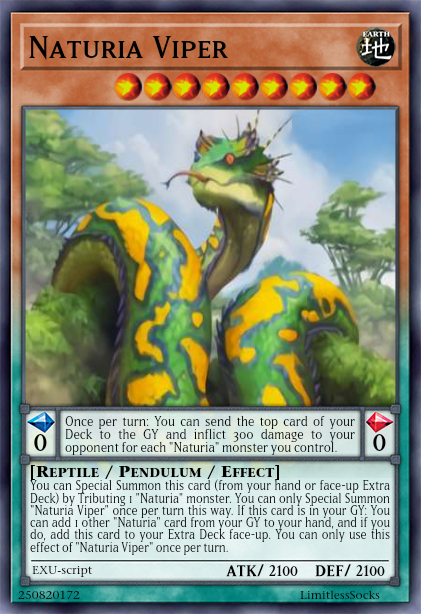 Naturia Viper
EARTH
地
Once per turn: You can send the top card of your
Deck to the GY and inflict 300 damage to your
opponent for each "Naturia" monster you control.
0
0
[Reptile / Pendulum / Effect]
You can Special Summon this card (from your hand or face-up Extra
Deck) by Tributing 1 "Naturia" monster. You can only Special Summon
"Naturia Viper" once per turn this way. If this card is in your GY: You
can add 1 other "Naturia" card from your GY to your hand, and if you
do, add this card to your Extra Deck face-up. You can only use this
effect of "Naturia Viper" once per turn.
EXU-script
ATK/ 2100 DEF/ 2100
250820172
LimitlessSocks